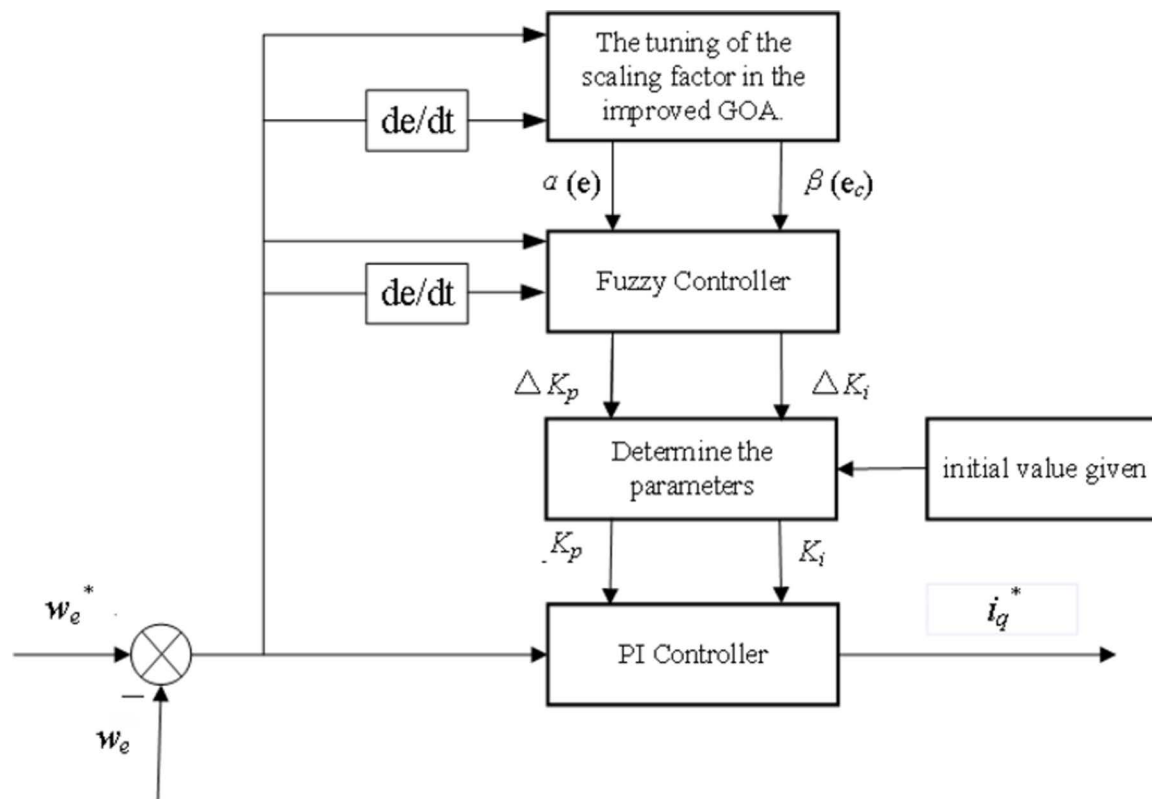 The tuning of the
scaling factor in the
improved GOA.
de/dt
α(e)
β(e_c)
Fuzzy Controller
de/dt
△K_p
△K_i
Determine the
parameters
initial value given
K_p
K_i
w_e*
i_q*
PI Controller
−
w_e